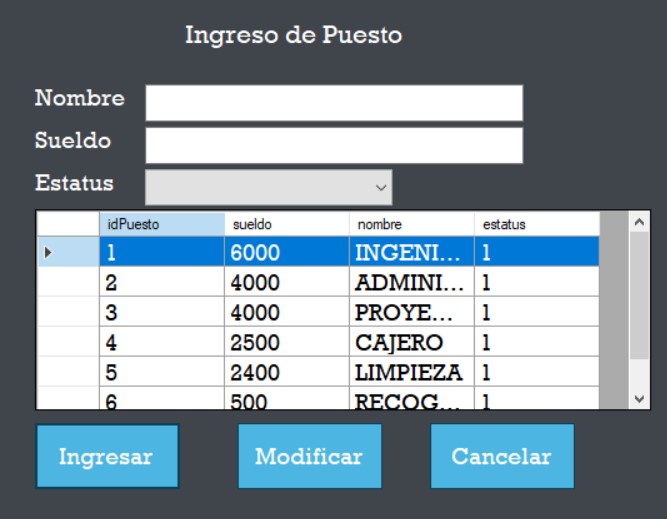 Ingreso de Puesto
Nombre
Sueldo
Estatus
idPuesto sueldo nombre estatus
1 6000 INGENI... 1
2 4000 ADMINI... 1
3 4000 PROYE... 1
4 2500 CAJERO 1
5 2400 LIMPIEZA 1
6 500 RECOG... 1
Ingresar Modificar Cancelar